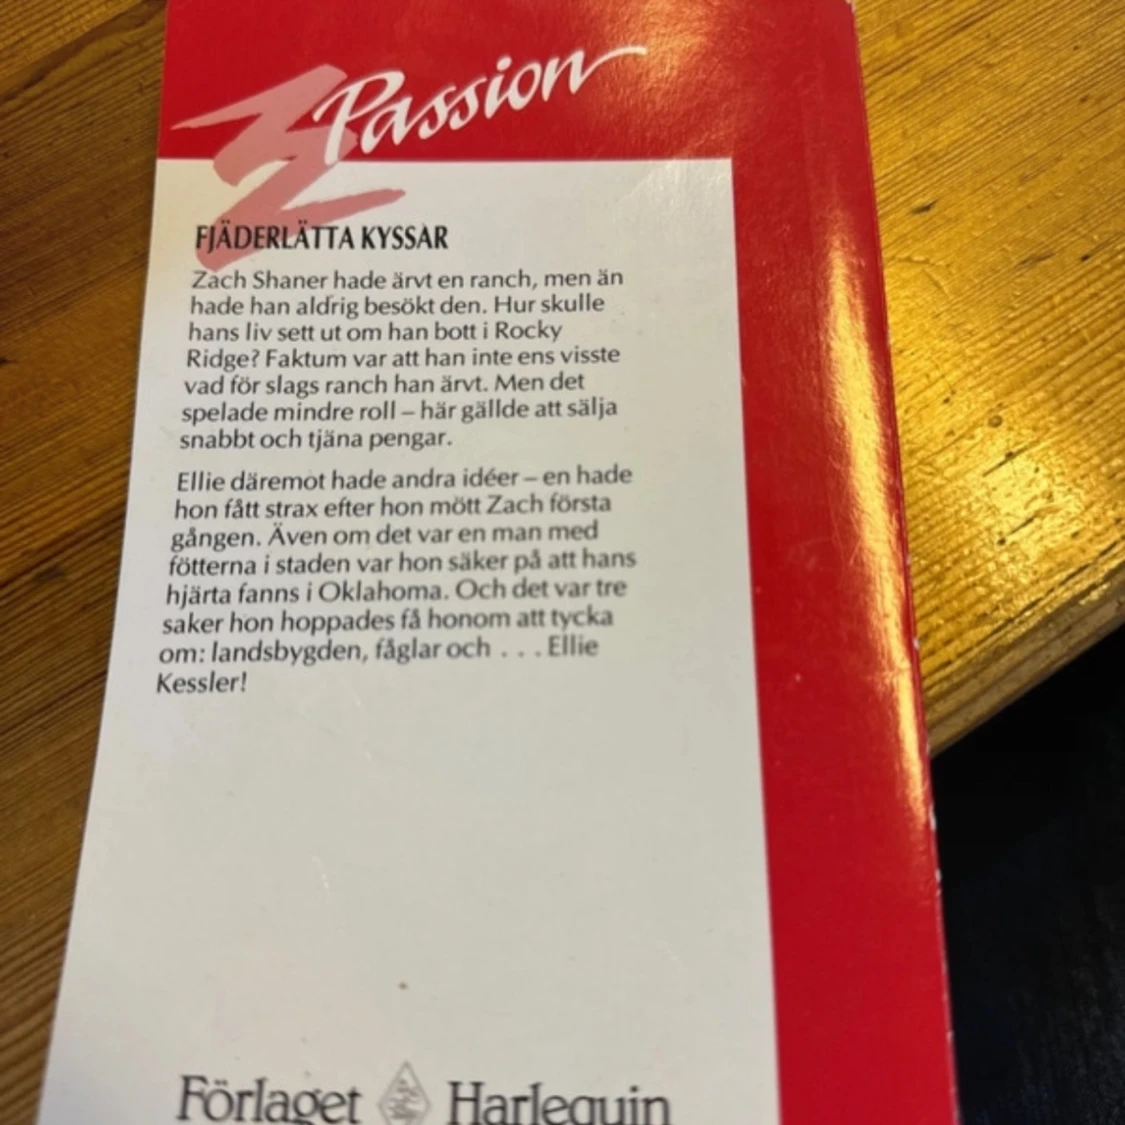 Passion
FJÄDERLÄTTA KYSSAR
Zach Shaner hade ärvt en ranch, men än
hade han aldrig besökt den. Hur skulle
hans liv sett ut om han bott i Rocky
Ridge? Faktum var att han inte ens visste
vad för slags ranch han ärvt. Men det
spelade mindre roll – här gällde att sälja
snabbt och tjäna pengar.
Ellie däremot hade andra idéer – en hade
hon fått strax efter hon mött Zach första
gången. Även om det var en man med
fötterna i staden var hon säker på att hans
hjärta fanns i Oklahoma. Och det var tre
saker hon hoppades få honom att tycka
om: landsbygden, fåglar och . . . Ellie
Kessler!
Förlaget Harlequin